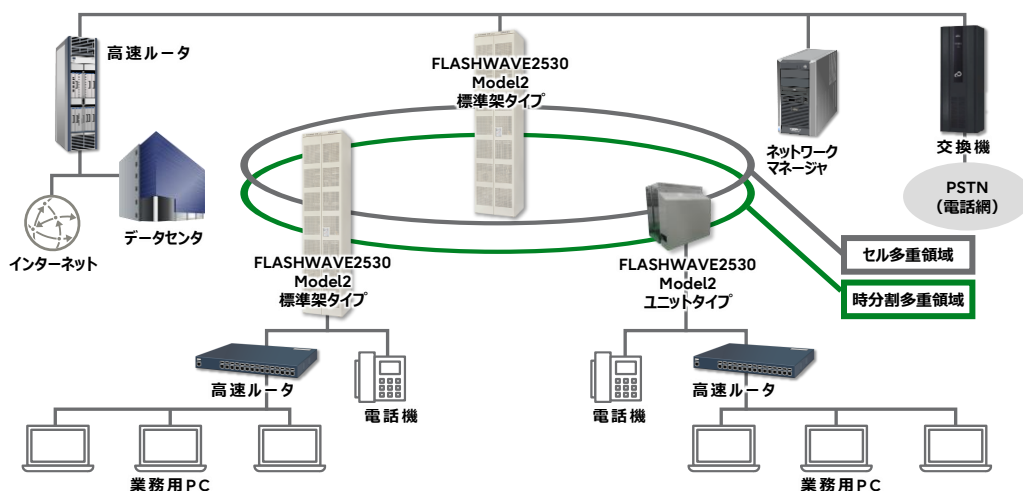 高速ルータ
FLASHWAVE2530
Model2
標準架タイプ
ネットワーク
マネージャ
交換機
PSTN
（電話網）
データセンタ
インターネット
FLASHWAVE2530
Model2
標準架タイプ
FLASHWAVE2530
Model2
ユニットタイプ
セル多重領域
時分割多重領域
高速ルータ
電話機
電話機
高速ルータ
業務用PC
業務用PC